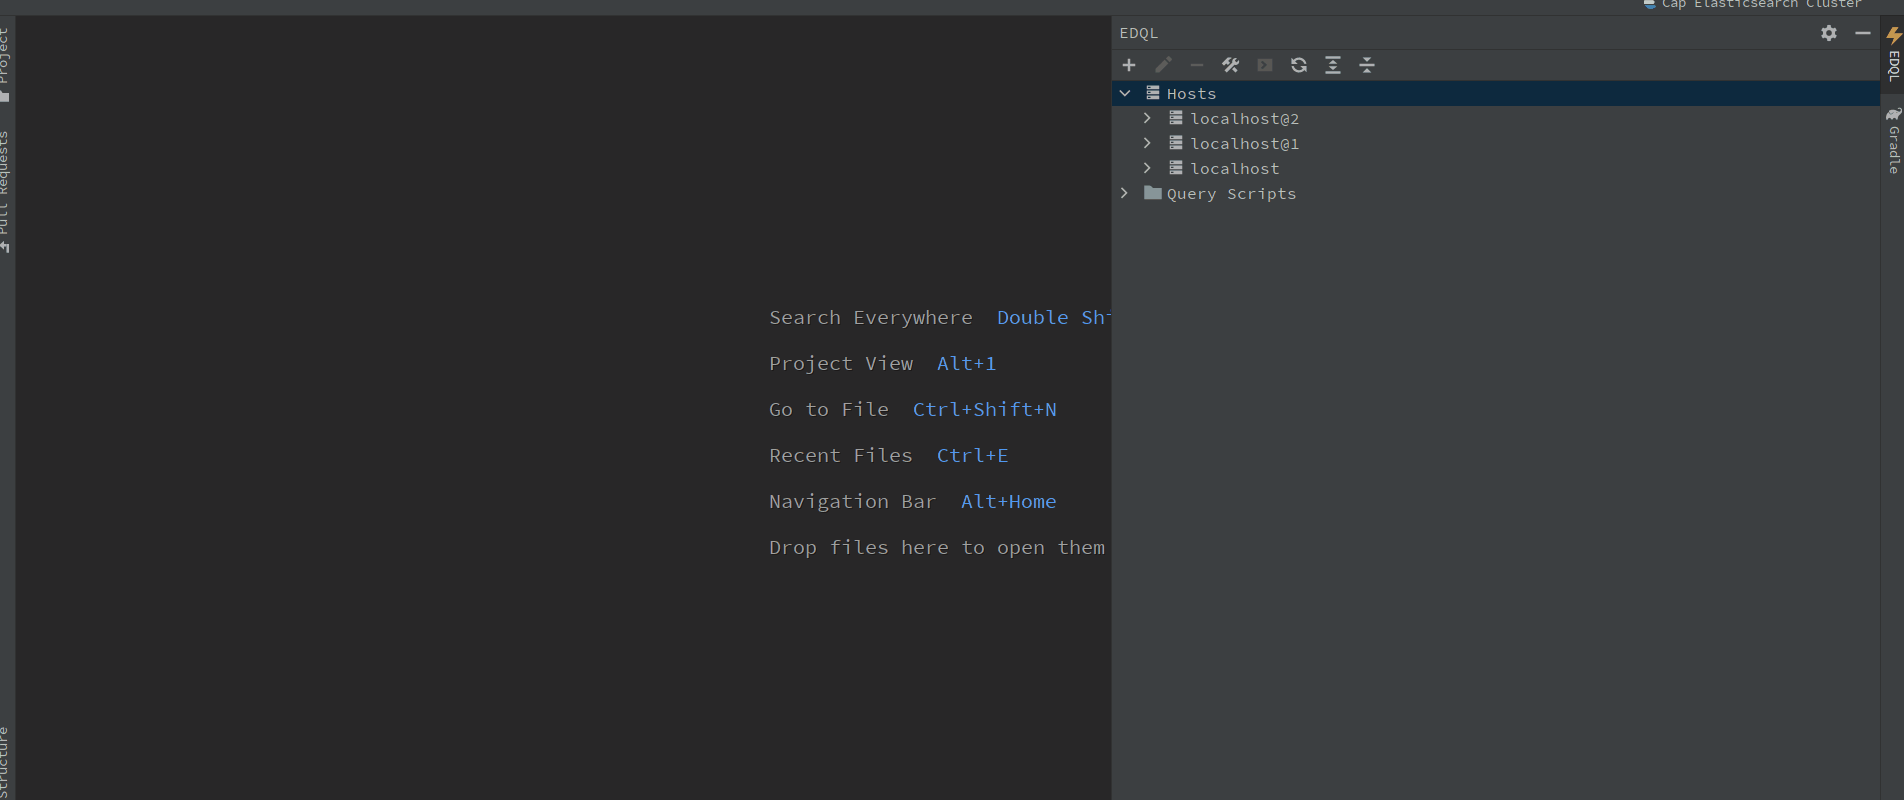 Cap Elasticsearch Cluster
Project
Pull Requests
Structure
Search Everywhere Double Shi
Project View Alt+1
Go to File Ctrl+Shift+N
Recent Files Ctrl+E
Navigation Bar Alt+Home
Drop files here to open them
EDQL
Hosts
localhost@2
localhost@1
localhost
Query Scripts
EDQL
Gradle